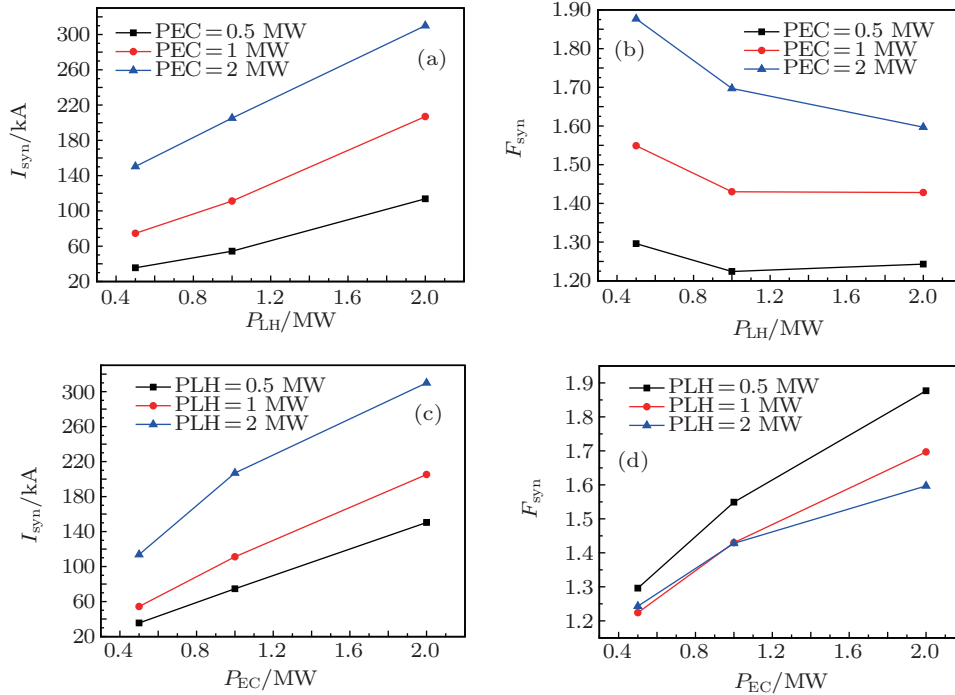 PEC = 0.5 MW
PEC = 1 MW
PEC = 2 MW
(a)
I_syn/kA
300
260
220
180
140
100
60
20
0.4 0.8 1.2 1.6 2.0
P_LH/MW
PEC = 0.5 MW
PEC = 1 MW
PEC = 2 MW
(b)
F_syn
1.90
1.80
1.70
1.60
1.50
1.40
1.30
1.20
0.4 0.8 1.2 1.6 2.0
P_LH/MW
PLH = 0.5 MW
PLH = 1 MW
PLH = 2 MW
(c)
I_syn/kA
300
260
220
180
140
100
60
20
0.4 0.8 1.2 1.6 2.0
P_EC/MW
PLH = 0.5 MW
PLH = 1 MW
PLH = 2 MW
(d)
F_syn
1.9
1.8
1.7
1.6
1.5
1.4
1.3
1.2
0.4 0.8 1.2 1.6 2.0
P_EC/MW